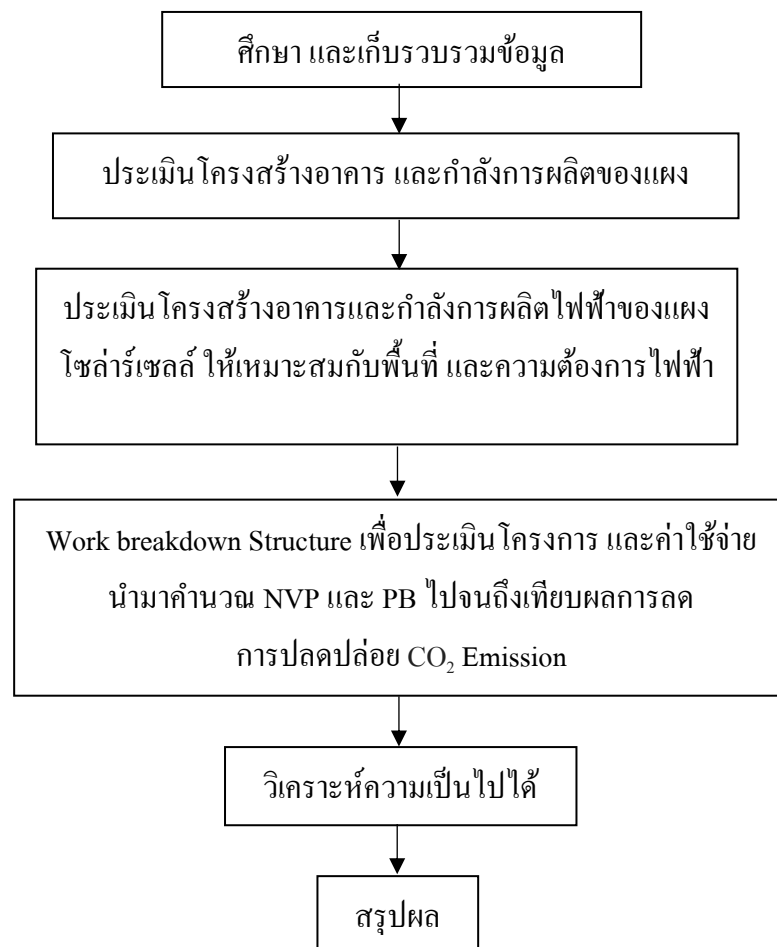 ศึกษา และเก็บรวบรวมข้อมูล
ประเมินโครงสร้างอาคาร และกำลังการผลิตของแผง
ประเมินโครงสร้างอาคารและกำลังการผลิตไฟฟ้าของแผง
โซล่าร์เซลล์ ให้เหมาะสมกับพื้นที่ และความต้องการไฟฟ้า
Work breakdown Structure เพื่อประเมินโครงการ และค่าใช้จ่าย
นำมาคำนวณ NVP และ PB ไปจนถึงเทียบผลการลด
การปลดปล่อย CO₂ Emission
วิเคราะห์ความเป็นไปได้
สรุปผล